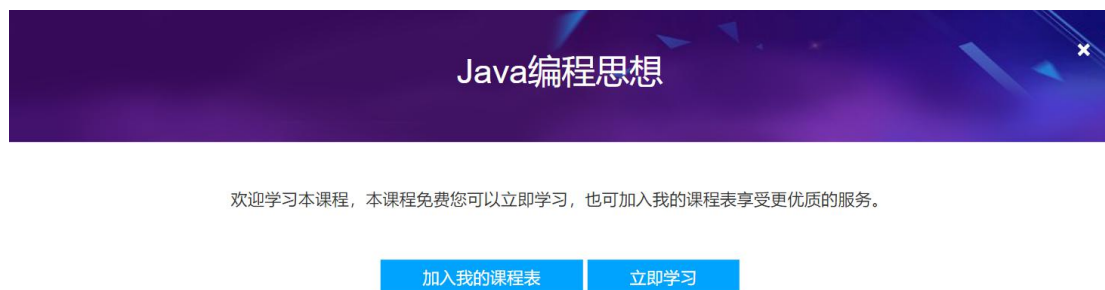 Java编程思想
欢迎学习本课程，本课程免费您可以立即学习，也可加入我的课程表享受更优质的服务。
加入我的课程表
立即学习